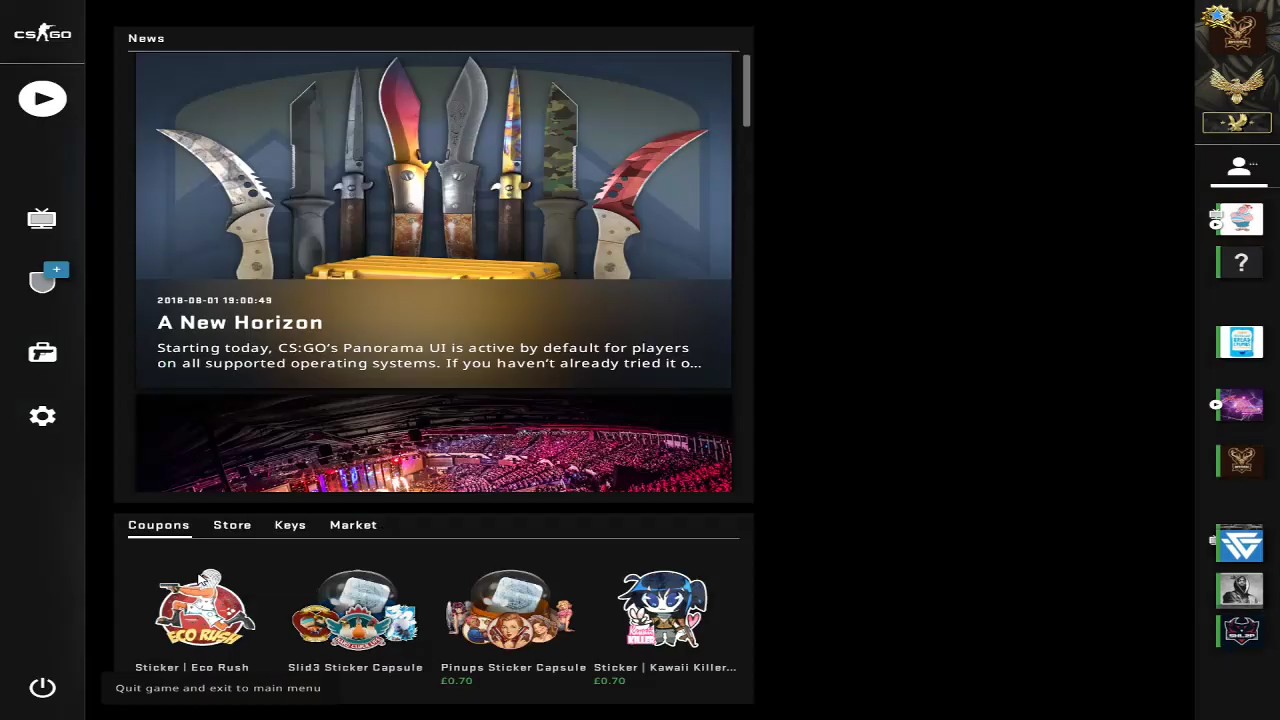 CS GO
News
2018-08-01 19:00:49
A New Horizon
Starting today, CS:GO's Panorama UI is active by default for players
on all supported operating systems. If you haven't already tried it o...
+
?
Coupons Store Keys Market
ECO RUSH
KILLER
Sticker | Eco Rush Slid3 Sticker Capsule Pinups Sticker Capsule Sticker | Kawaii Killer...
£0.70 £0.70
Quit game and exit to main menu